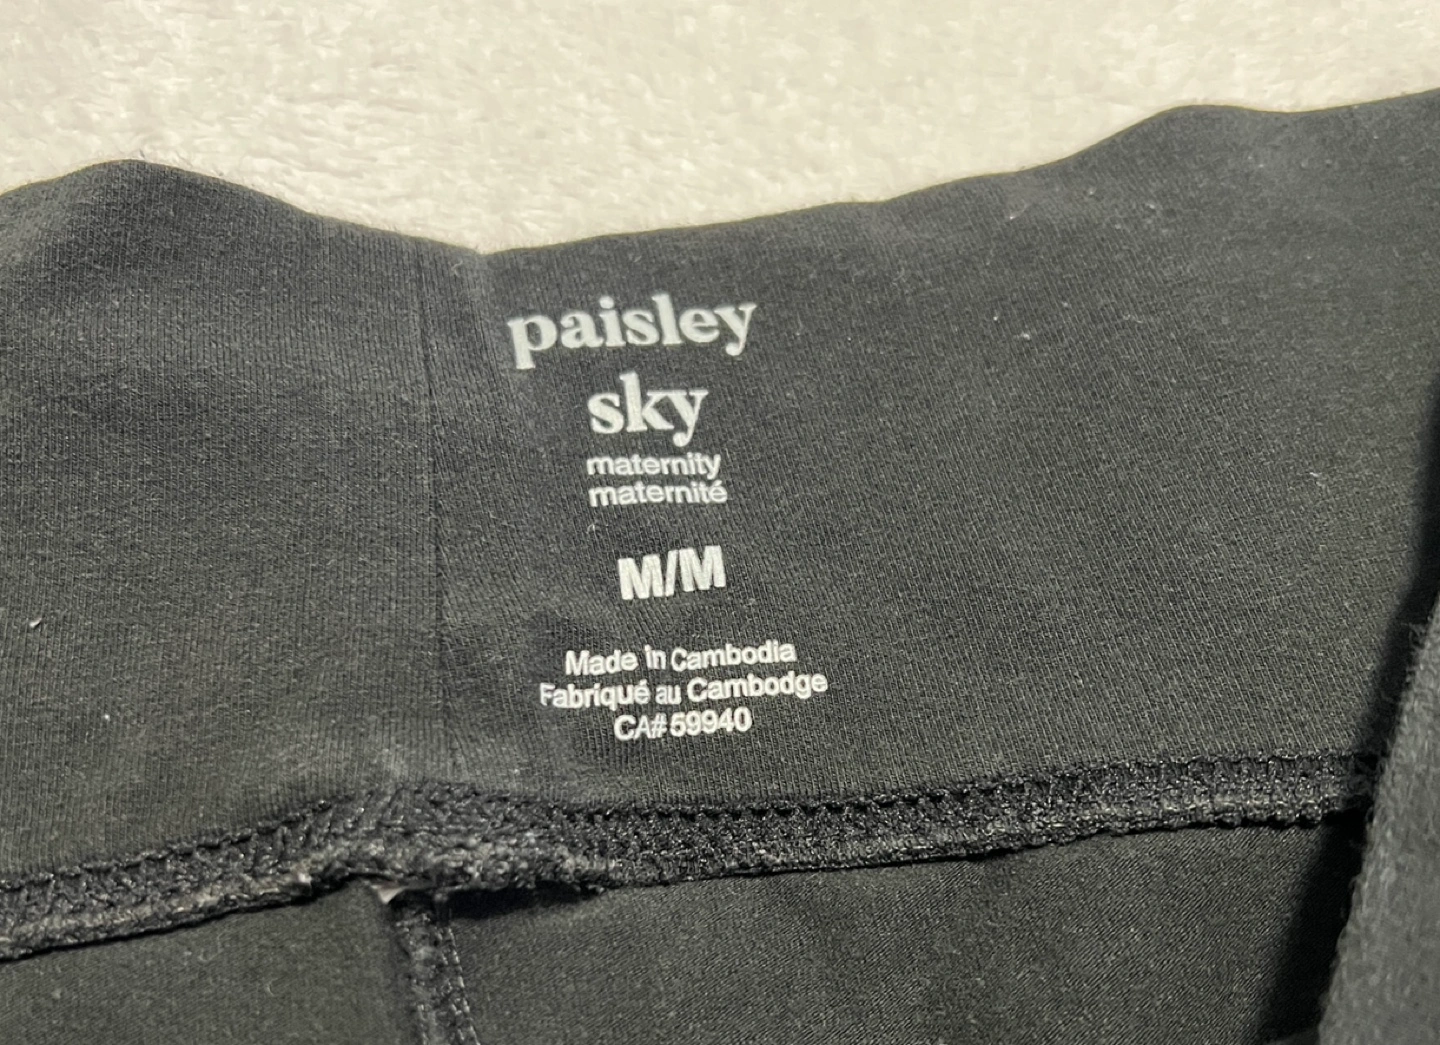 paisley
sky
maternity
maternité
M/M
Made in Cambodia
Fabriqué au Cambodge
CA# 59940